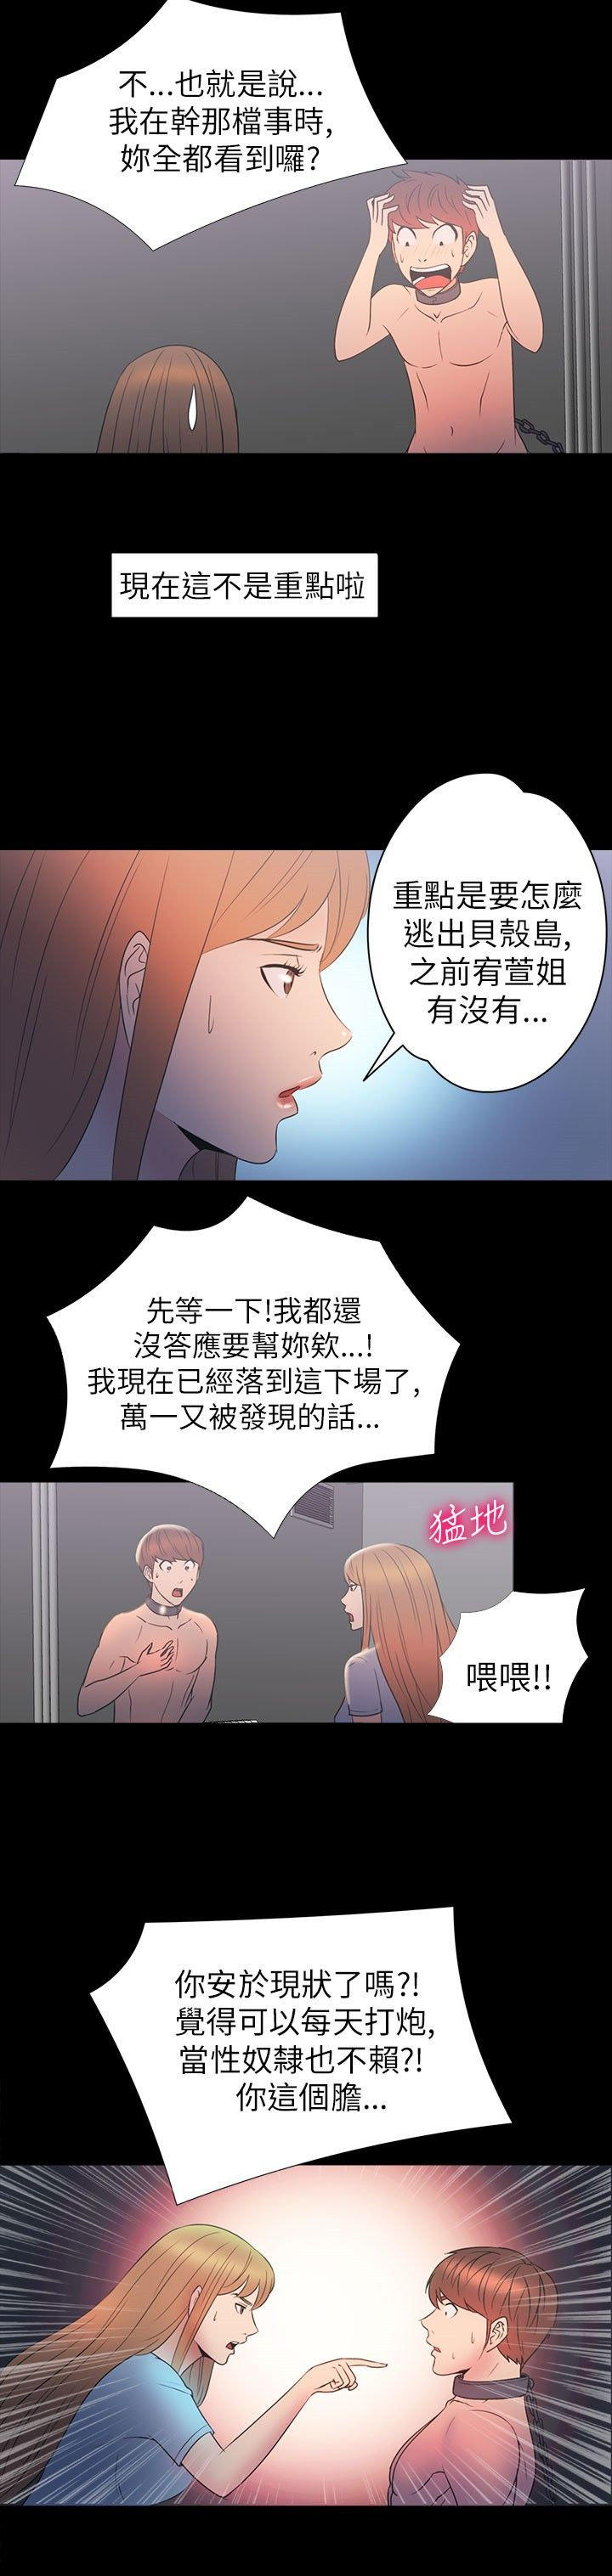 不...也就是說...
我在幹那檔事時,
妳全都看到囉?
現在這不是重點啦
重點是要怎麼
逃出貝殼島,
之前宥萱姐
有沒有...
先等一下!我都還
沒答應要幫妳欸...!
我現在已經落到這下場了,
萬一又被發現的話...
猛地
喂喂!!
你安於現狀了嗎?!
覺得可以每天打炮,
當性奴隸也不賴?!
你這個膽...